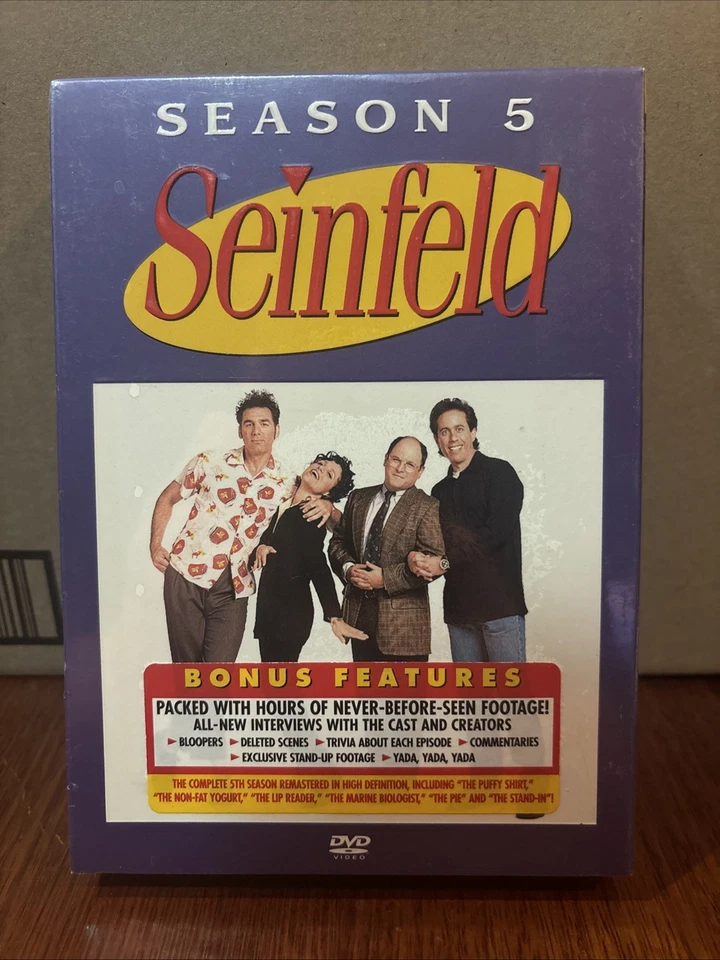 SEASON 5
Seinfeld
BONUS FEATURES
PACKED WITH HOURS OF NEVER-BEFORE-SEEN FOOTAGE!
ALL-NEW INTERVIEWS WITH THE CAST AND CREATORS
► BLOOPERS ► DELETED SCENES ► TRIVIA ABOUT EACH EPISODE ► COMMENTARIES
► EXCLUSIVE STAND-UP FOOTAGE ► YADA, YADA, YADA
THE COMPLETE 5TH SEASON REMASTERED IN HIGH DEFINITION, INCLUDING "THE PUFFY SHIRT,"
"THE NON-FAT YOGURT," "THE LIP READER," "THE MARINE BIOLOGIST," "THE PIE" AND "THE STAND-IN"!
DVD
VIDEO